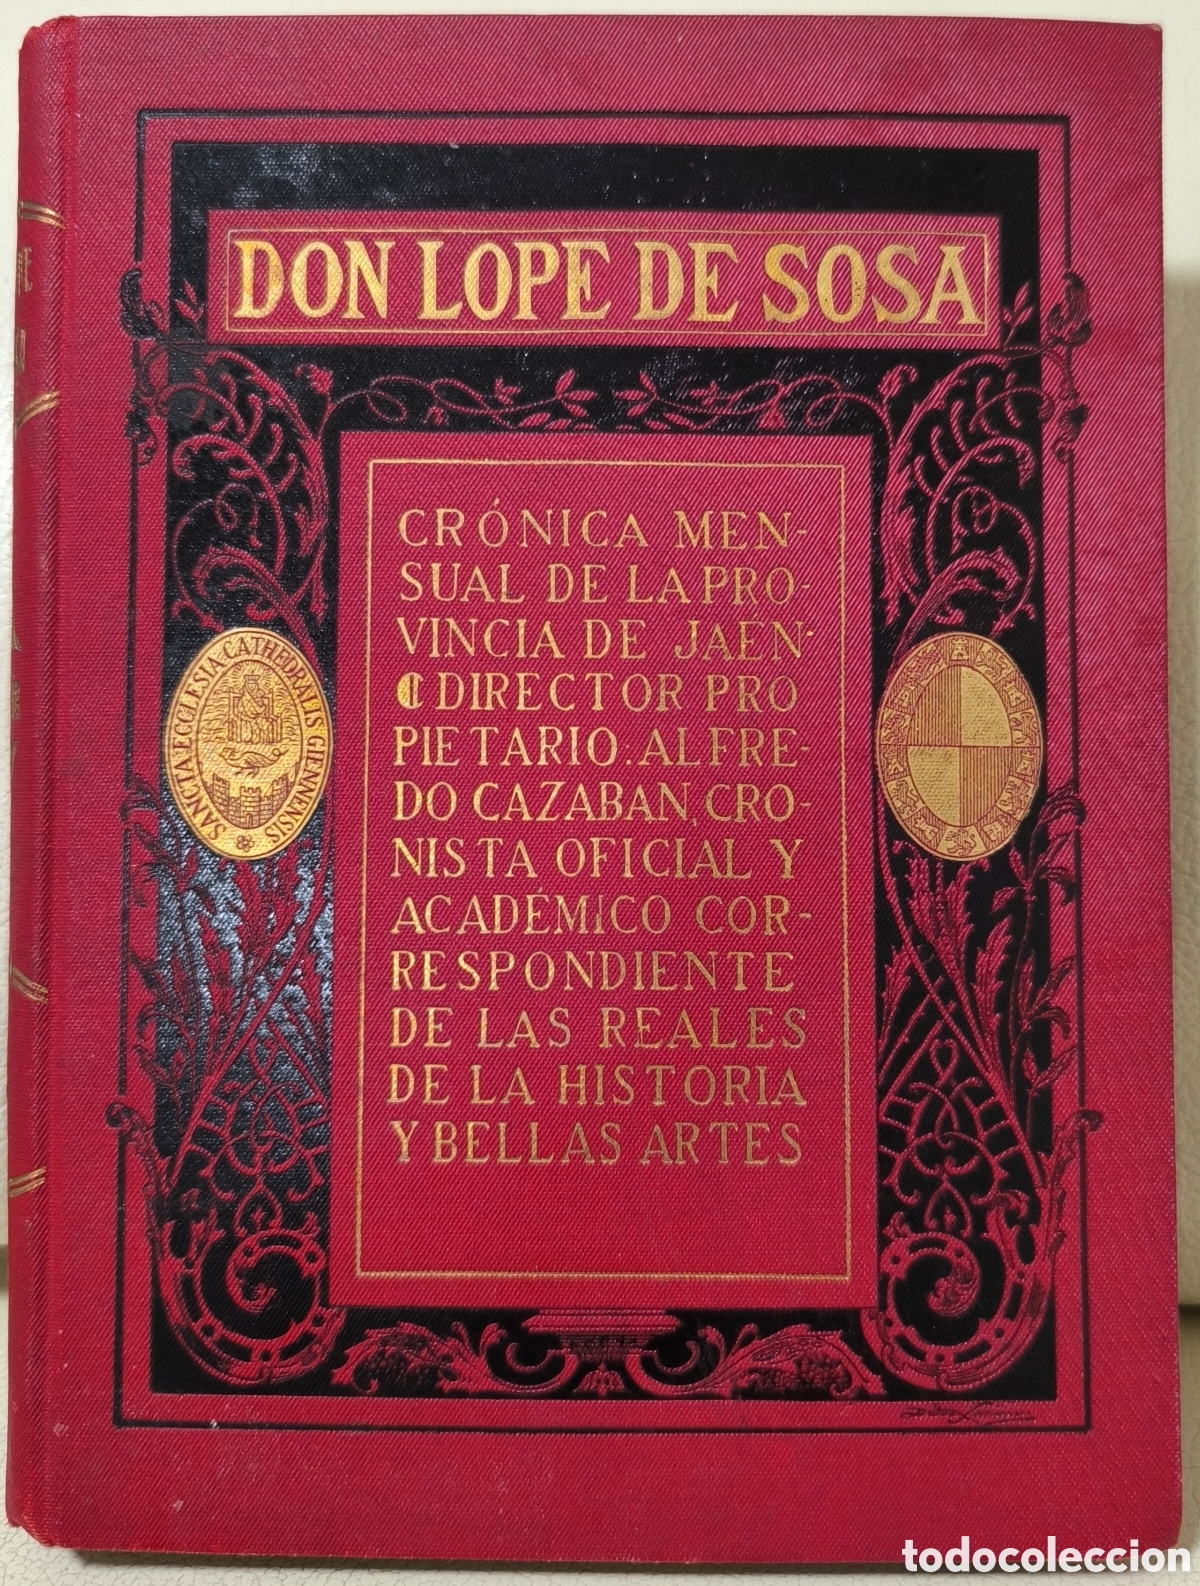 DON LOPE DE SOSA
CRÓNICA MEN-
SUAL DE LA PRO-
VINCIA DE JAEN-
DIRECTOR PRO
PIETARIO: ALFRE-
DO CAZABAN, CRO-
NISTA OFICIAL Y
ACADÉMICO COR-
RESPONDIENTE
DE LAS REALES
DE LA HISTORIA
Y BELLAS ARTES
SANCTA ECCLESIA CATHEDRALIS GIENNENSIS
todocoleccion